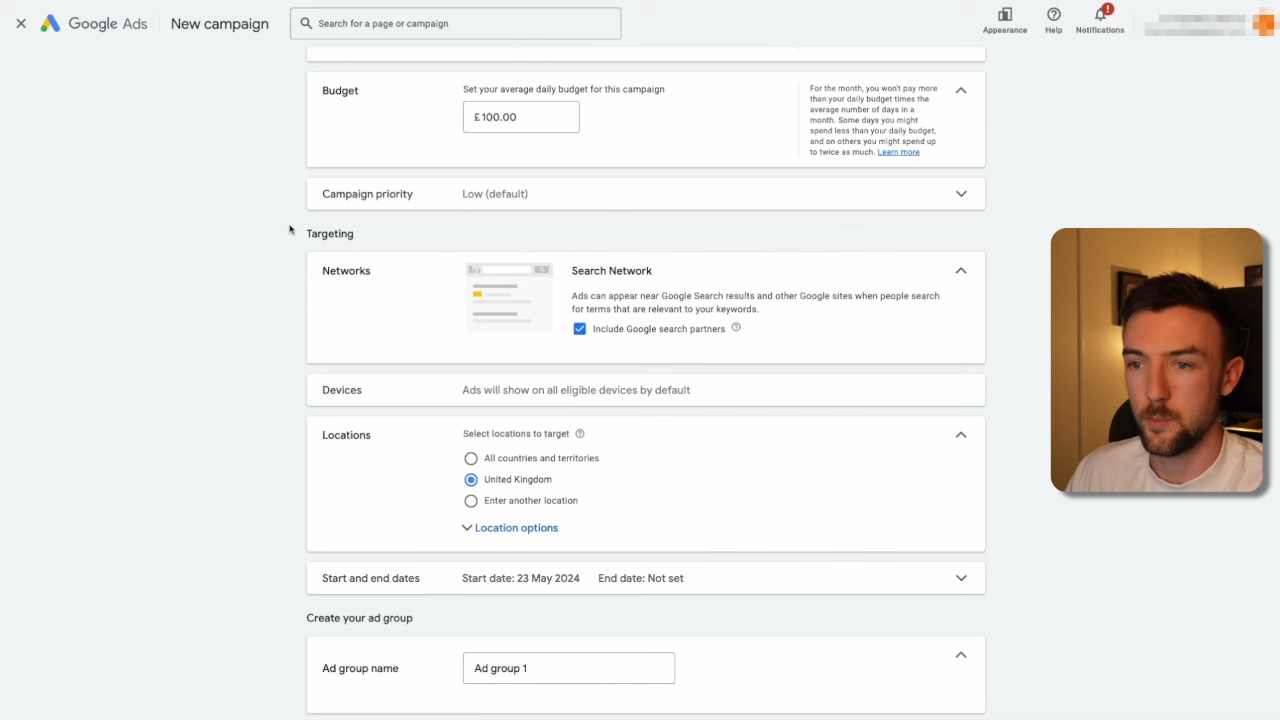 Google Ads
New campaign
Search for a page or campaign
Appearance
Help
Notifications
Budget
Set your average daily budget for this campaign
£100.00
For the month, you won't pay more
than your daily budget times the
average number of days in a
month. Some days you might
spend less than your daily budget,
and on others you might spend up
to twice as much. Learn more
Campaign priority
Low (default)
Targeting
Networks
Search Network
Ads can appear near Google Search results and other Google sites when people search
for terms that are relevant to your keywords.
Include Google search partners
Devices
Ads will show on all eligible devices by default
Locations
Select locations to target
All countries and territories
United Kingdom
Enter another location
Location options
Start and end dates
Start date: 23 May 2024 End date: Not set
Create your ad group
Ad group name
Ad group 1